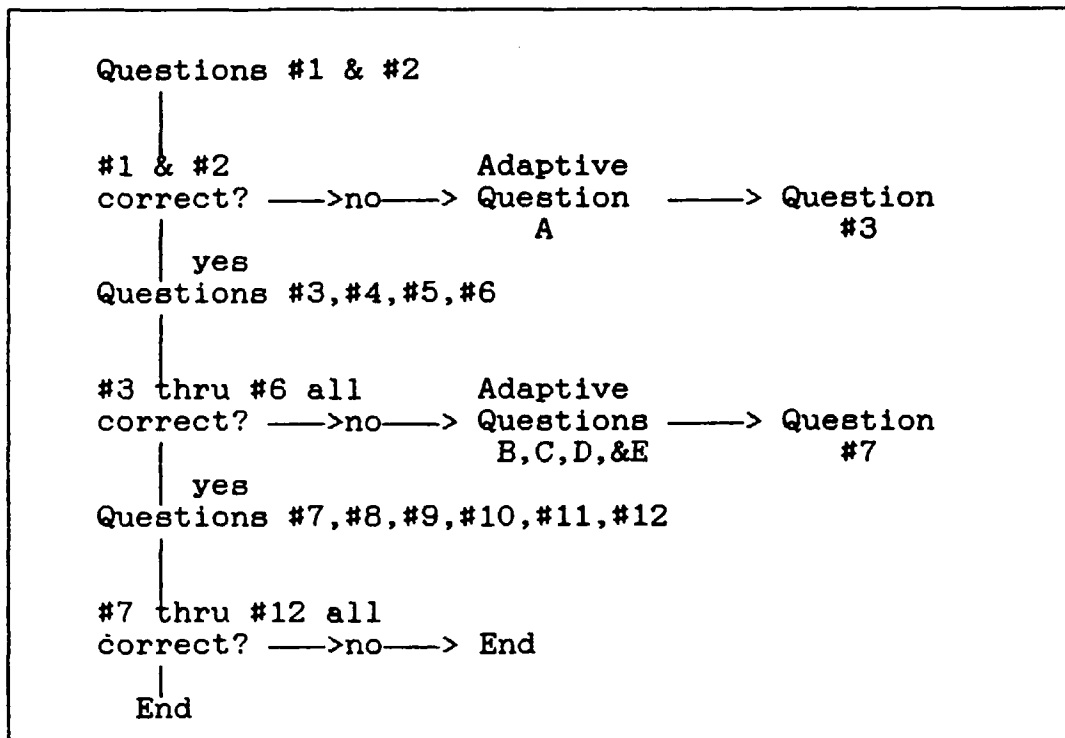 Questions #1 & #2
#1 & #2 Adaptive
correct? —>no—> Question —> Question
A #3
yes
Questions #3,#4,#5,#6
#3 thru #6 all Adaptive
correct? —>no—> Questions —> Question
B,C,D,&E #7
yes
Questions #7,#8,#9,#10,#11,#12
#7 thru #12 all
correct? —>no—> End
End